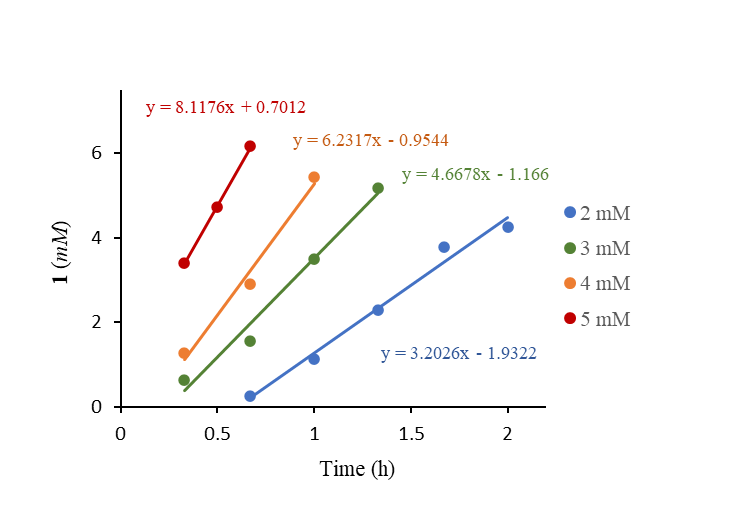 y = 8.1176x + 0.7012
y = 6.2317x - 0.9544
y = 4.6678x - 1.166
y = 3.2026x - 1.9322
6
4
2
0
1 (mM)
0 0.5 1 1.5 2
Time (h)
2 mM
3 mM
4 mM
5 mM